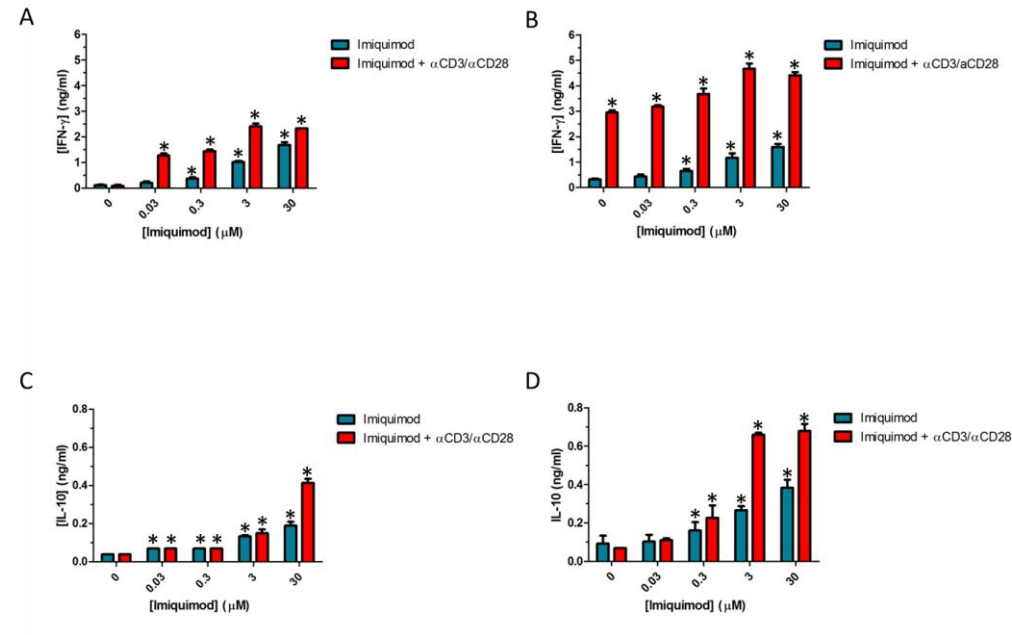 A
[IFN-γ] (ng/ml)
6
5
4
3
2
1
0
* * * * * * *
0 0.03 0.3 3 30
[Imiquimod] (μM)
Imiquimod
Imiquimod + αCD3/αCD28
B
[IFN-γ] (ng/ml)
6
5
4
3
2
1
0
* * * * * * * *
0 0.03 0.3 3 30
[Imiquimod] (μM)
Imiquimod
Imiquimod + αCD3/aCD28
C
[IL-10] (ng/ml)
0.8
0.6
0.4
0.2
0.0
* * * * * * * *
0 0.03 0.3 3 30
[Imiquimod] (μM)
Imiquimod
Imiquimod + αCD3/αCD28
D
IL-10 (ng/ml)
0.8
0.6
0.4
0.2
0.0
* * * * * *
0 0.03 0.3 3 30
[Imiquimod] (μM)
Imiquimod
Imiquimod + αCD3/αCD28